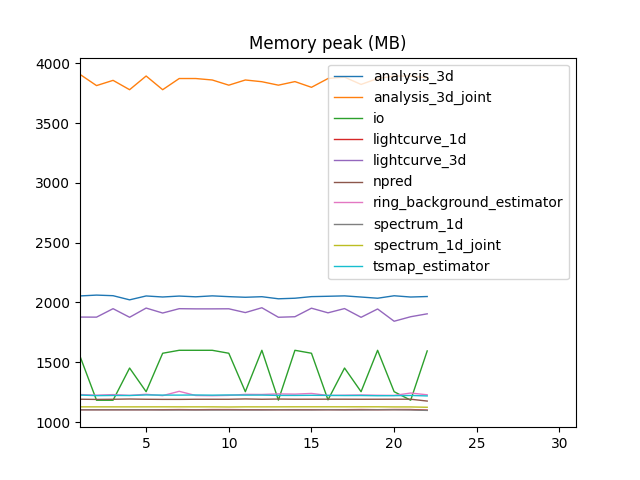 Memory peak (MB)
4000
3500
3000
2500
2000
1500
1000
5
10
15
20
25
30
analysis_3d
analysis_3d_joint
io
lightcurve_1d
lightcurve_3d
npred
ring_background_estimator
spectrum_1d
spectrum_1d_joint
tsmap_estimator